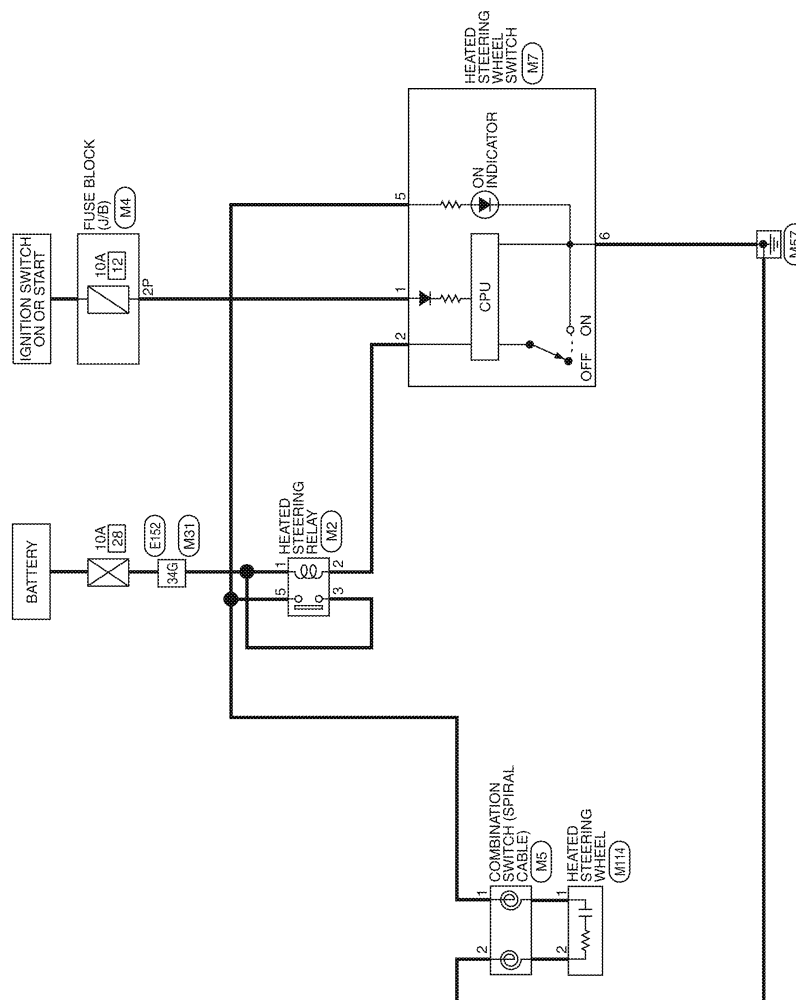 HEATED
STEERING
WHEEL
SWITCH
M7
FUSE BLOCK
(J/B)
M4
IGNITION SWITCH
ON OR START
10A
12
2P
5
1
2
ON
INDICATOR
CPU
6
OFF
ON
M57
BATTERY
10A
28
E152
34G
M31
HEATED
STEERING
RELAY
M2
1
2
5
3
COMBINATION
SWITCH (SPIRAL
CABLE)
M5
HEATED
STEERING
WHEEL
M114
1
1
2
2